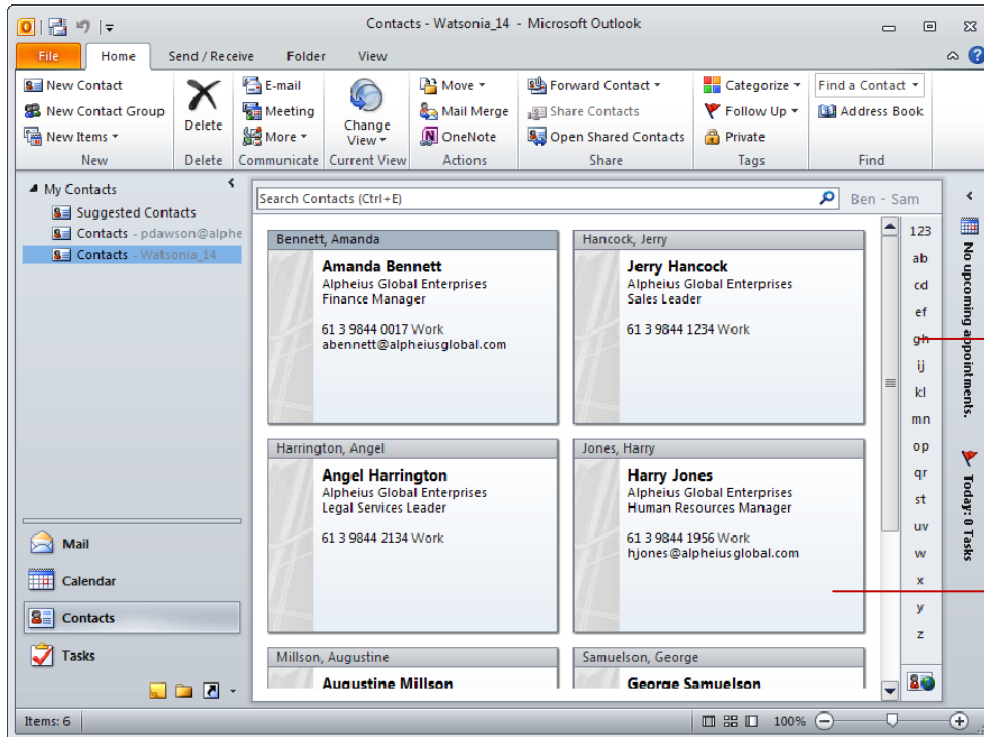 Contacts - Watsonia_14 - Microsoft Outlook
File Home Send / Receive Folder View
New Contact
New Contact Group
New Items
New
Delete
Delete
E-mail
Meeting
More
Communicate
Change
View
Current View
Move
Mail Merge
OneNote
Actions
Forward Contact
Share Contacts
Open Shared Contacts
Share
Categorize
Follow Up
Private
Tags
Find a Contact
Address Book
Find
My Contacts
Suggested Contacts
Contacts - pdawson@alphe
Contacts - Watsonia_14
Mail
Calendar
Contacts
Tasks
Search Contacts (Ctrl+E)
Ben - Sam
Bennett, Amanda
Amanda Bennett
Alpheius Global Enterprises
Finance Manager
61 3 9844 0017 Work
abennett@alpheiusglobal.com
Hancock, Jerry
Jerry Hancock
Alpheius Global Enterprises
Sales Leader
61 3 9844 1234 Work
Harrington, Angel
Angel Harrington
Alpheius Global Enterprises
Legal Services Leader
61 3 9844 2134 Work
Jones, Harry
Harry Jones
Alpheius Global Enterprises
Human Resources Manager
61 3 9844 1956 Work
hjones@alpheiusglobal.com
Millson, Augustine
Augustine Millson
Samuelson, George
George Samuelson
123
ab
cd
ef
gh
ij
kl
mn
op
qr
st
uv
w
x
y
z
No upcoming appointments.
Today: 0 Tasks
Items: 6
100%